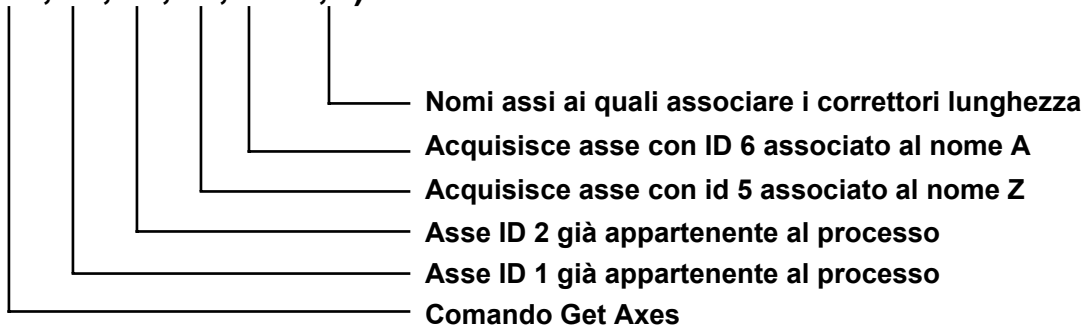 Nomi assi ai quali associare i correttori lunghezza
Acquisisce asse con ID 6 associato al nome A
Acquisisce asse con id 5 associato al nome Z
Asse ID 2 già appartenente al processo
Asse ID 1 già appartenente al processo
Comando Get Axes